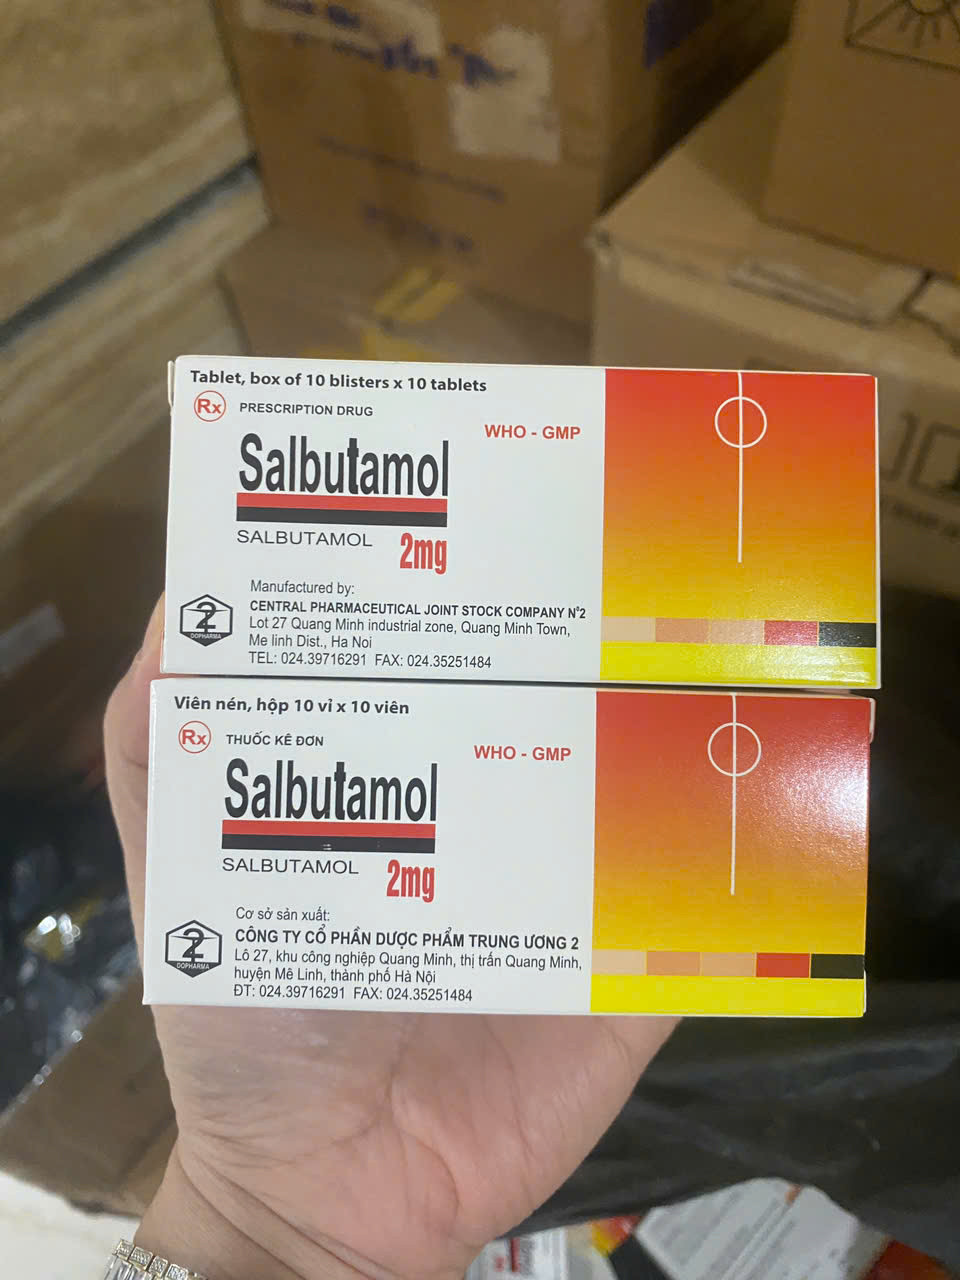 Tablet, box of 10 blisters x 10 tablets
Rx PRESCRIPTION DRUG
WHO - GMP
Salbutamol
SALBUTAMOL 2mg
Manufactured by:
CENTRAL PHARMACEUTICAL JOINT STOCK COMPANY Nº2
Lot 27 Quang Minh industrial zone, Quang Minh Town,
Me linh Dist., Ha Noi
TEL: 024.39716291 FAX: 024.35251484
2
DOPHARMA
Viên nén, hộp 10 vỉ x 10 viên
Rx THUỐC KÊ ĐƠN
WHO - GMP
Salbutamol
SALBUTAMOL 2mg
Cơ sở sản xuất:
CÔNG TY CỔ PHẦN DƯỢC PHẨM TRUNG ƯƠNG 2
Lô 27, khu công nghiệp Quang Minh, thị trấn Quang Minh,
huyện Mê Linh, thành phố Hà Nội
ĐT: 024.39716291 FAX: 024.35251484
2
DOPHARMA